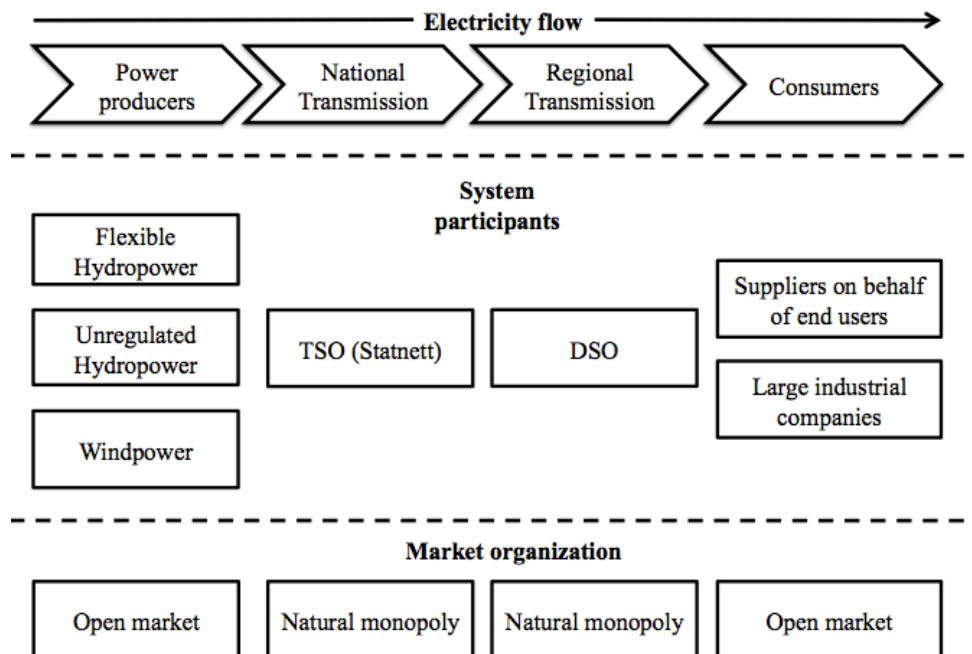 Electricity flow
Power
producers
National
Transmission
Regional
Transmission
Consumers
System
participants
Flexible
Hydropower
Unregulated
Hydropower
Windpower
TSO (Statnett)
DSO
Suppliers on behalf
of end users
Large industrial
companies
Market organization
Open market
Natural monopoly
Natural monopoly
Open market